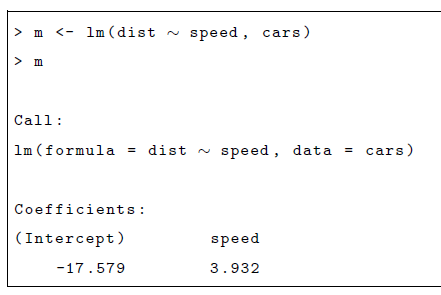 > m <- lm(dist ∼ speed, cars)
> m
Call:
lm(formula = dist ∼ speed, data = cars)
Coefficients:
(Intercept) speed
-17.579 3.932